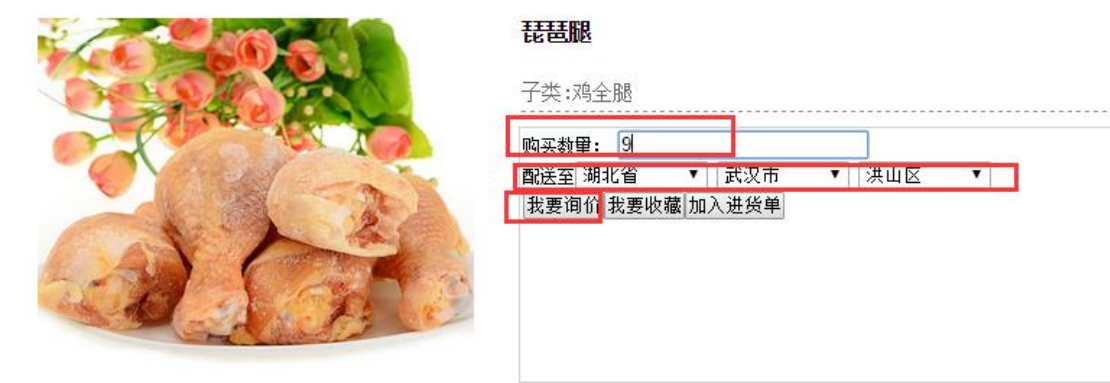 琵琶腿
子类:鸡全腿
购买数量： 9
配送至 湖北省 武汉市 洪山区
我要询价 我要收藏 加入进货单